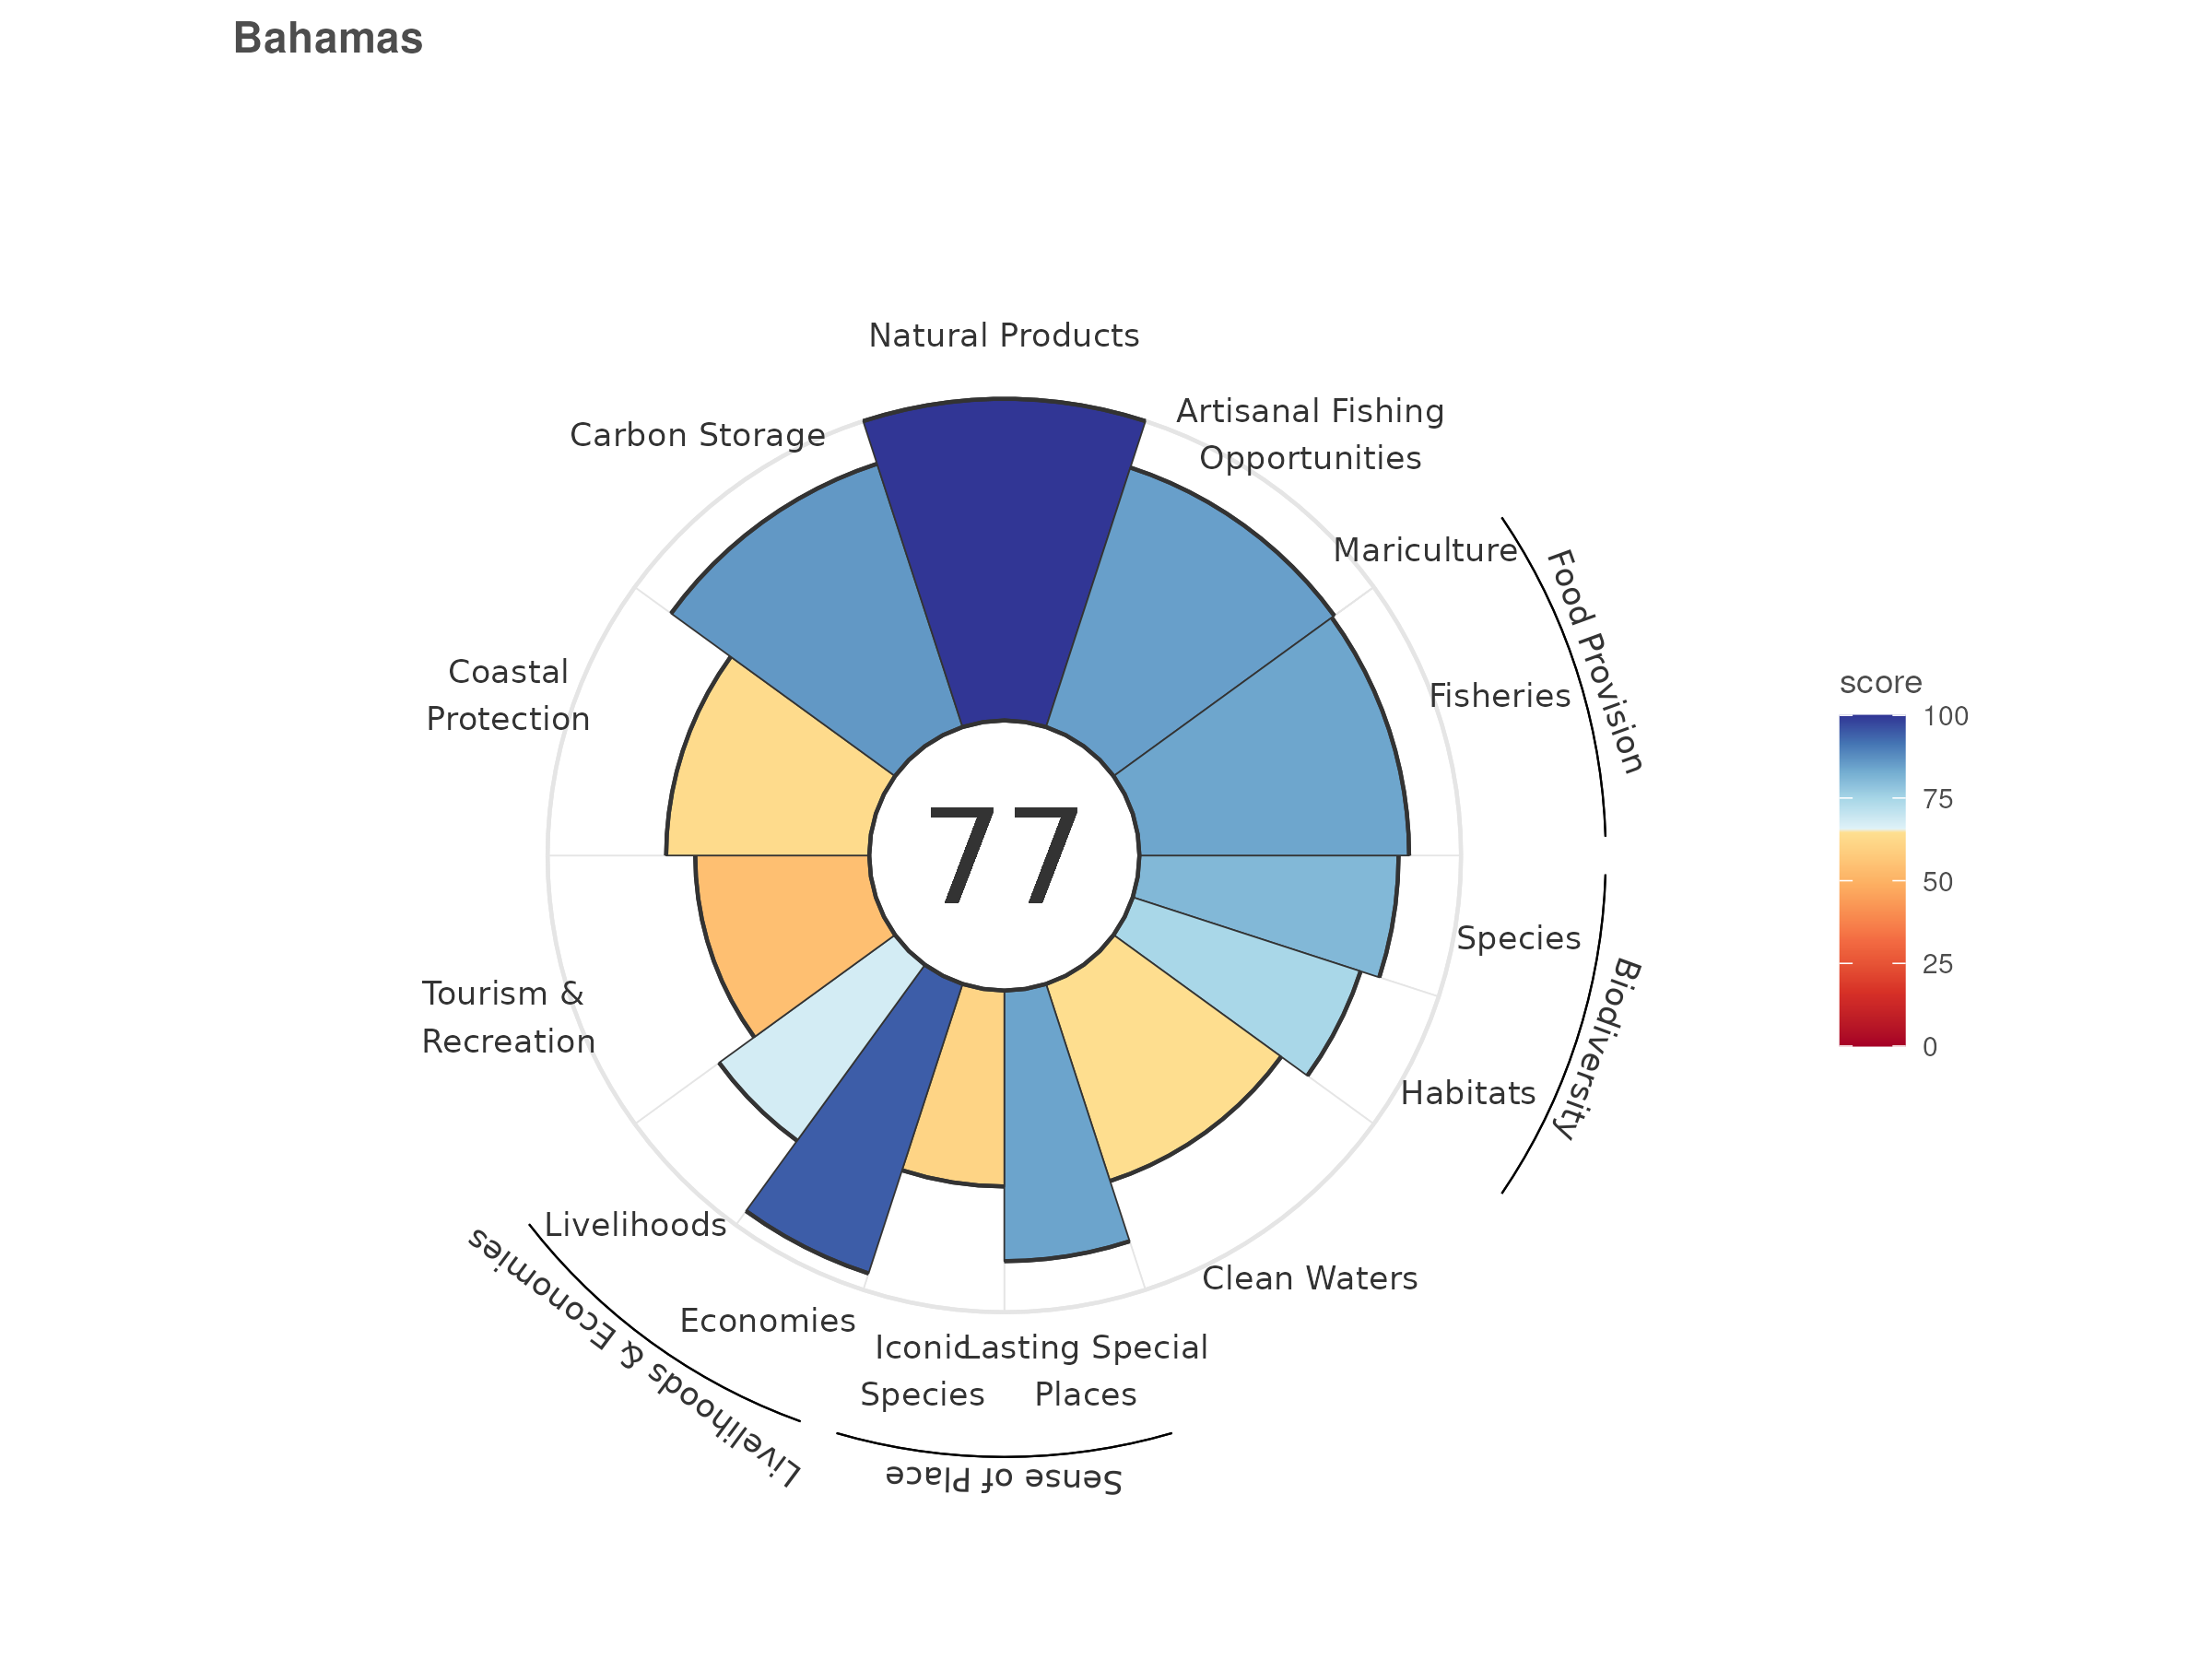 Bahamas
Natural Products
Artisanal Fishing
Opportunities
Carbon Storage
Mariculture
Food Provision
Fisheries
Coastal
Protection
77
score
100
75
50
25
0
Species
Biodiversity
Habitats
Tourism &
Recreation
Livelihoods
Livelihoods & Economies
Economies
Clean Waters
Iconic
Species
Lasting Special
Places
Sense of Place